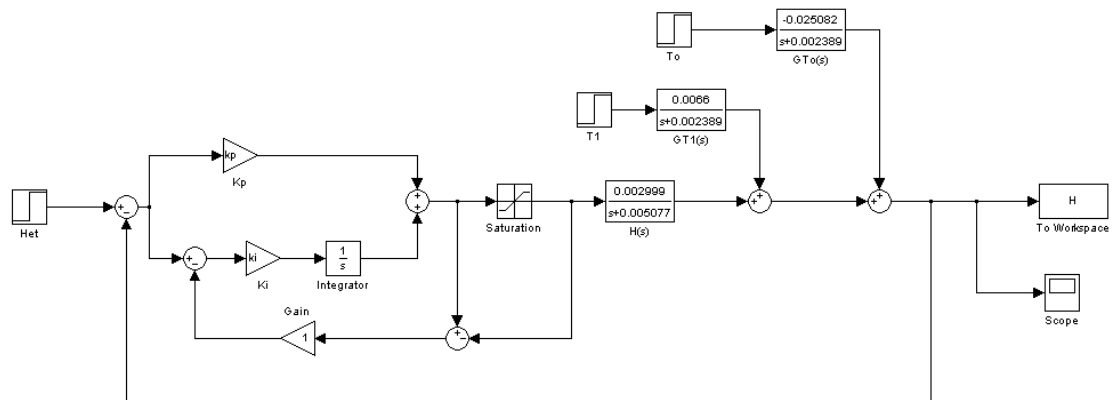 -0.025082
s+0.002389
To
GTo(s)
0.0066
s+0.002389
T1
GT1(s)
kp
Kp
Het
0.002999
s+0.005077
H(s)
Saturation
H
To Workspace
ki
Ki
1
s
Integrator
Scope
Gain
1